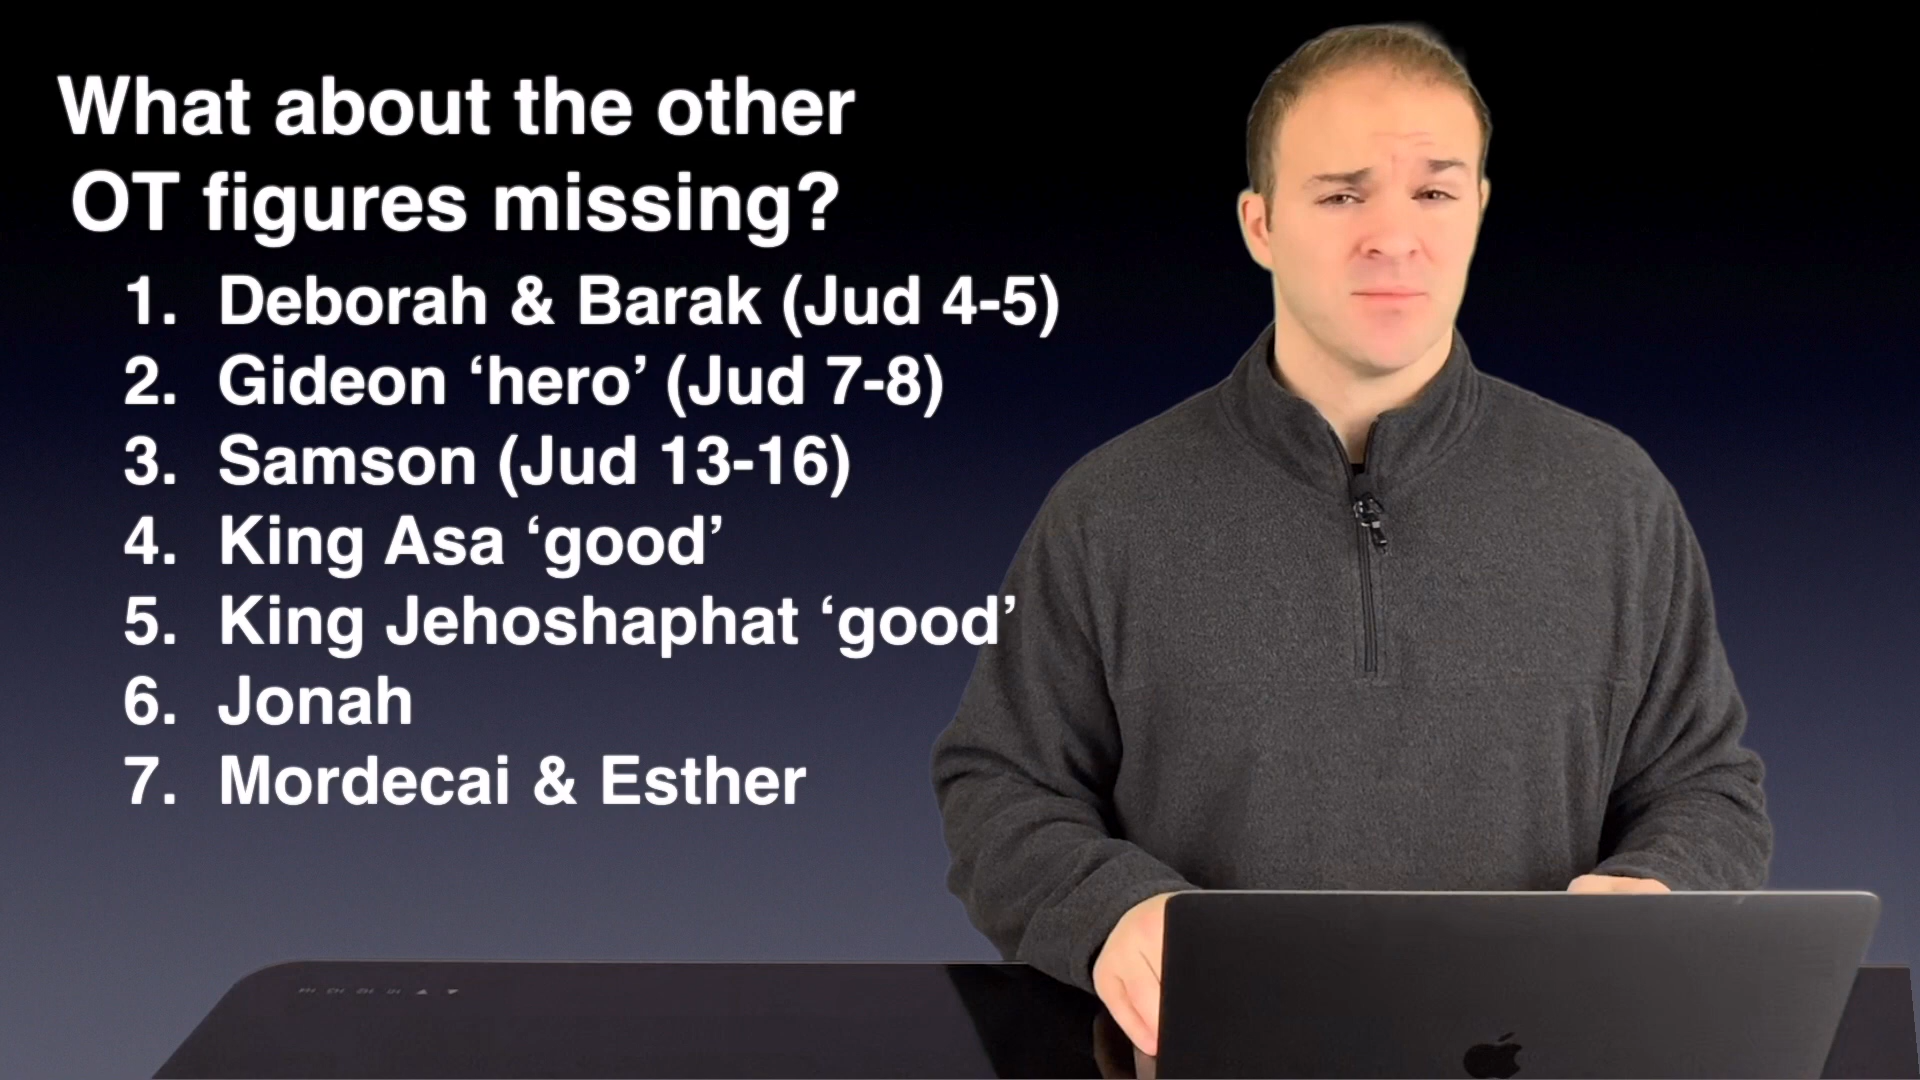 What about the other
OT figures missing?
1. Deborah & Barak (Jud 4-5)
2. Gideon ‘hero’ (Jud 7-8)
3. Samson (Jud 13-16)
4. King Asa ‘good’
5. King Jehoshaphat ‘good’
6. Jonah
7. Mordecai & Esther